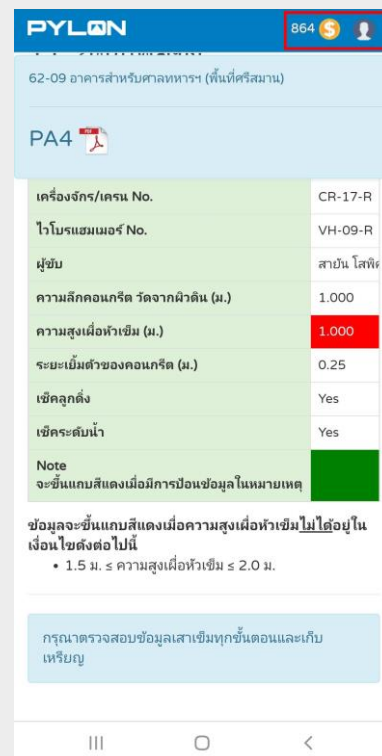 PYLON
864
62-09 อาคารสำหรับศาลทหารฯ (พื้นที่ศรีสมาน)
PA4
เครื่องจักร/เครน No. CR-17-R
ไวโบรแฮมเมอร์ No. VH-09-R
ผู้ขับ สายัน
ความลึกคอนกรีต วัดจากผิวดิน (ม.) 1.000
ความสูงเผื่อหัวเข็ม (ม.) 1.000
ระยะเยิ้มตัวของคอนกรีต (ม.) 0.25
เช็คลูกดิ่ง Yes
เช็คระดับน้ำ Yes
Note
จะขึ้นแถบสีแดงเมื่อมีการป้อนข้อมูลในหมายเหตุ
ข้อมูลจะขึ้นแถบสีแดงเมื่อความสูงเผื่อหัวเข็มไม่ได้อยู่ใน
เงื่อนไขดังต่อไปนี้
• 1.5 ม. ≤ ความสูงเผื่อหัวเข็ม ≤ 2.0 ม.
กรุณาตรวจสอบข้อมูลเสาเข็มทุกขั้นตอนและเก็บ
เหรียญ